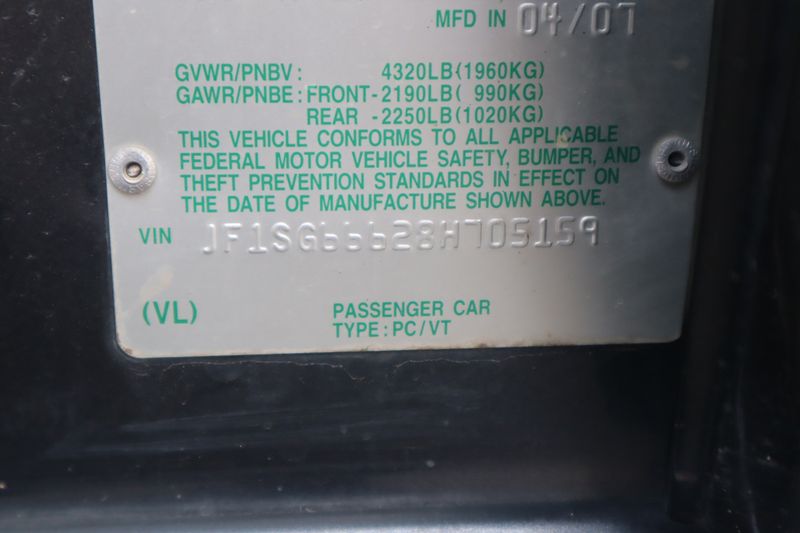 MFD IN 04/07
GVWR/PNBV: 4320LB(1960KG)
GAWR/PNBE: FRONT-2190LB( 990KG)
REAR -2250LB(1020KG)
THIS VEHICLE CONFORMS TO ALL APPLICABLE
FEDERAL MOTOR VEHICLE SAFETY, BUMPER, AND
THEFT PREVENTION STANDARDS IN EFFECT ON
THE DATE OF MANUFACTURE SHOWN ABOVE.
VIN JF1SG66628H705159
(VL)
PASSENGER CAR
TYPE: PC/VT